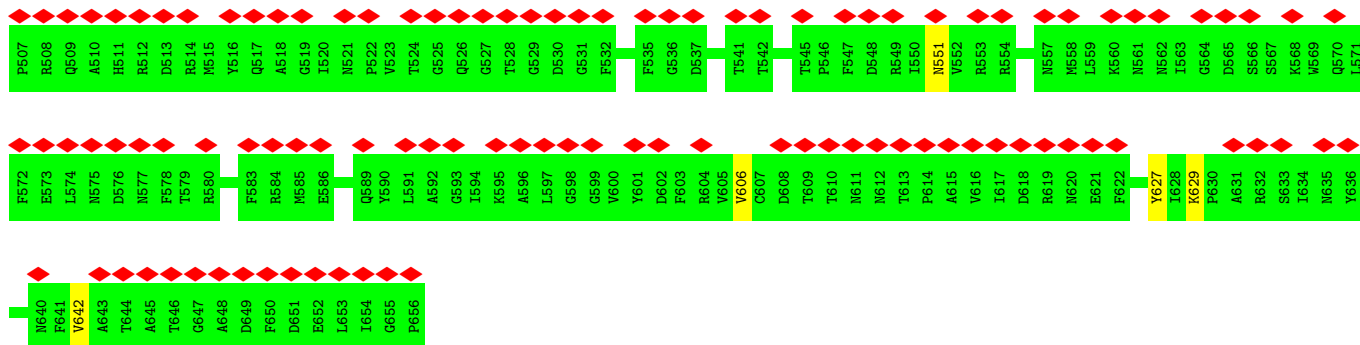 P507 R508 Q509 A510 H511 R512 D513 R514 M515 Y516 Q517 A518 G519 I520 N521 P522 V523 T524 G525 Q526 G527 T528 G529 D530 G531 F532 F535 G536 D537 T541 T542 T545 P546 F547 D548 R549 I550 N551 V552 R553 R554 N557 M558 L559 K560 N561 N562 I563 G564 D565 S566 S567 K568 W569 Q570 L571
F572 E573 L574 N575 D576 N577 F578 T579 R580 F583 R584 M585 E586 Q589 Y590 L591 A592 G593 I594 K595 A596 L597 G598 G599 V600 Y601 D602 F603 R604 V605 V606 C607 D608 T609 T610 N611 N612 T613 P614 A615 V616 I617 D618 R619 N620 E621 F622 Y627 I628 K629 P630 A631 R632 S633 I634 N635 Y636
N640 F641 V642 A643 T644 A645 T646 G647 A648 D649 F650 D651 E652 L653 I654 G655 P656